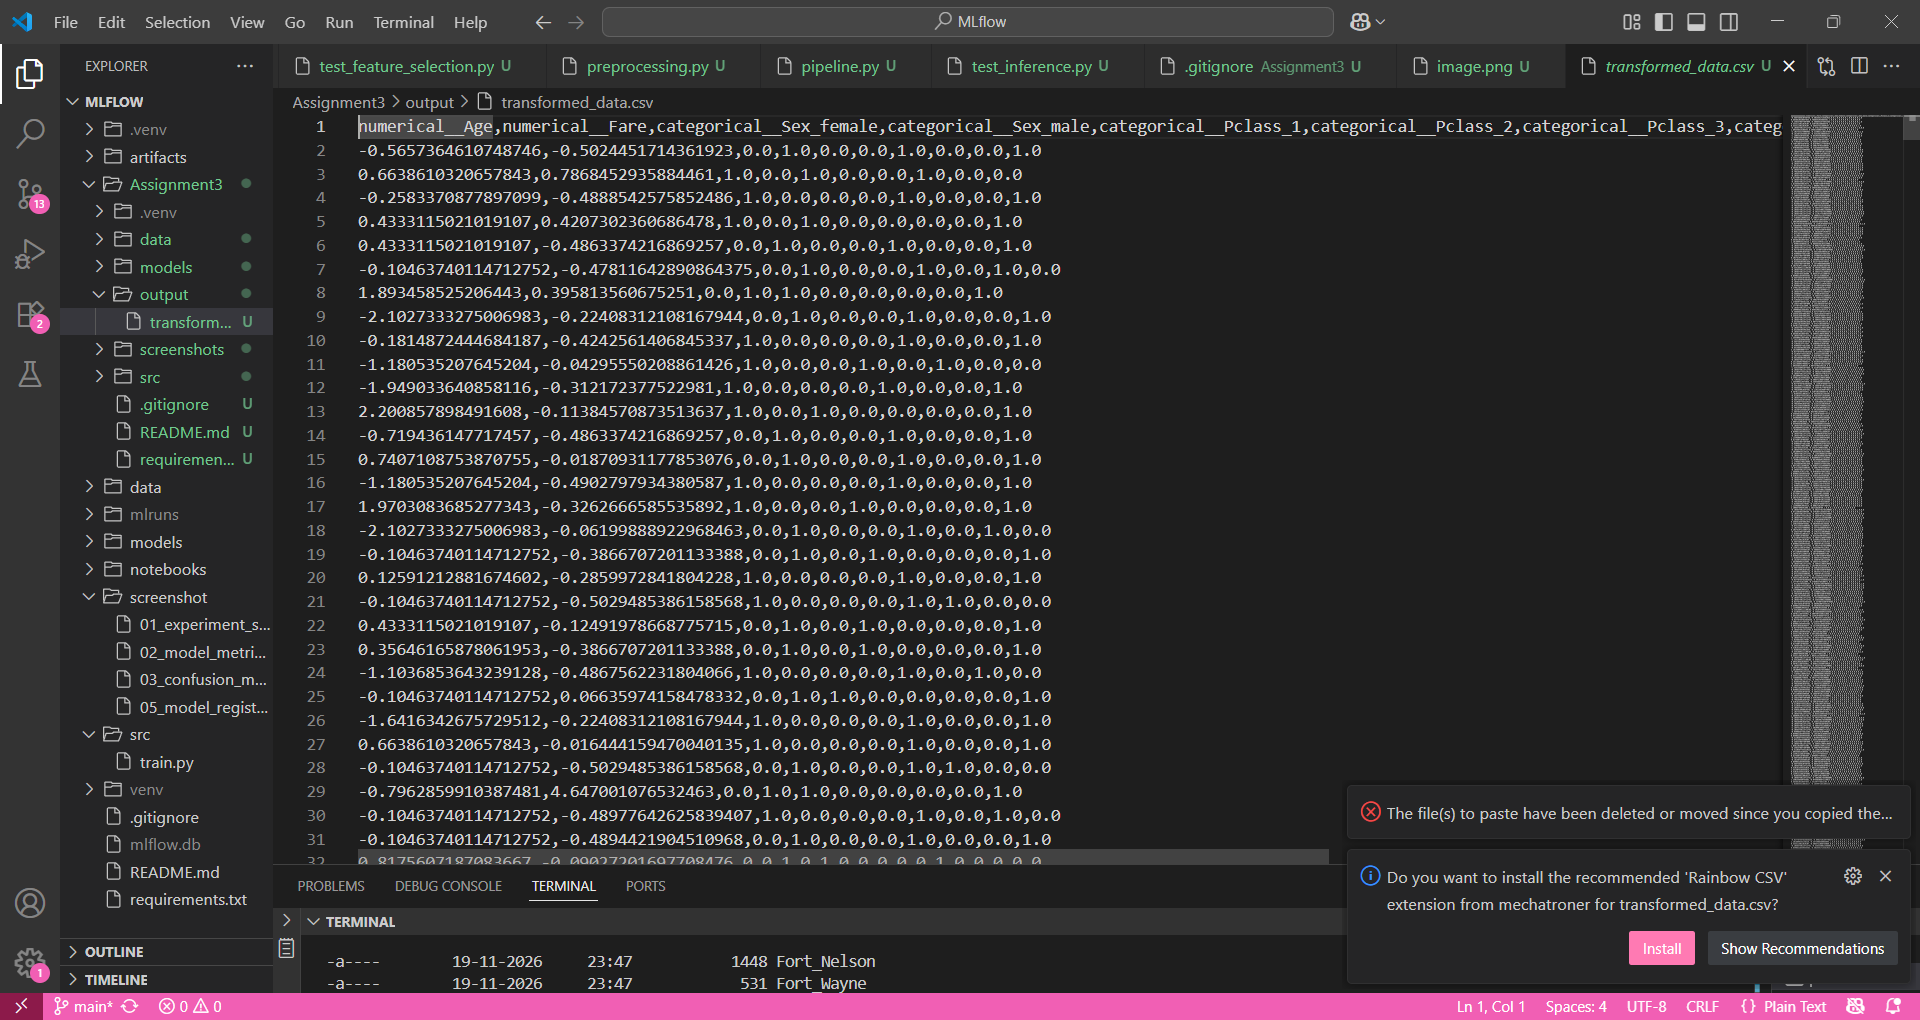 File Edit Selection View Go Run Terminal Help
MLflow
EXPLORER
MLFLOW
.venv
artifacts
Assignment3
.venv
data
models
output
transform... U
screenshots
src
.gitignore U
README.md U
requiremen... U
data
mlruns
models
notebooks
screenshot
01_experiment_s...
02_model_metri...
03_confusion_m...
05_model_regist...
src
train.py
venv
.gitignore
mlflow.db
README.md
requirements.txt
OUTLINE
TIMELINE
13
2
1
test_feature_selection.py U
preprocessing.py U
pipeline.py U
test_inference.py U
.gitignore Assignment3 U
image.png U
transformed_data.csv U
Assignment3 > output > transformed_data.csv
1 numerical__Age,numerical__Fare,categorical__Sex_female,categorical__Sex_male,categorical__Pclass_1,categorical__Pclass_2,categorical__Pclass_3,categ
2 -0.5657364610748746,-0.5024451714361923,0.0,1.0,0.0,0.0,1.0,0.0,0.0,1.0
3 0.6638610320657843,0.7868452935884461,1.0,0.0,1.0,0.0,0.0,1.0,0.0,0.0
4 -0.2583370877897099,-0.4888542575852486,1.0,0.0,0.0,0.0,1.0,0.0,0.0,1.0
5 0.4333115021019107,0.4207302360686478,1.0,0.0,1.0,0.0,0.0,0.0,0.0,1.0
6 0.4333115021019107,-0.4863374216869257,0.0,1.0,0.0,0.0,1.0,0.0,0.0,1.0
7 -0.10463740114712752,-0.47811642890864375,0.0,1.0,0.0,0.0,1.0,0.0,1.0,0.0
8 1.893458525206443,0.395813560675251,0.0,1.0,1.0,0.0,0.0,0.0,0.0,1.0
9 -2.1027333275006983,-0.22408312108167944,0.0,1.0,0.0,0.0,1.0,0.0,0.0,1.0
10 -0.1814872444684187,-0.4242561406845337,1.0,0.0,0.0,0.0,1.0,0.0,0.0,1.0
11 -1.180535207645204,-0.04295550208861426,1.0,0.0,0.0,1.0,0.0,1.0,0.0,0.0
12 -1.949033640858116,-0.312172377522981,1.0,0.0,0.0,0.0,1.0,0.0,0.0,1.0
13 2.200857898491608,-0.11384570873513637,1.0,0.0,1.0,0.0,0.0,0.0,0.0,1.0
14 -0.719436147717457,-0.4863374216869257,0.0,1.0,0.0,0.0,1.0,0.0,0.0,1.0
15 0.7407108753870755,-0.01870931177853076,0.0,1.0,0.0,0.0,1.0,0.0,0.0,1.0
16 -1.180535207645204,-0.4902797934380587,1.0,0.0,0.0,0.0,1.0,0.0,0.0,1.0
17 1.9703083685277343,-0.3262666585535892,1.0,0.0,0.0,1.0,0.0,0.0,0.0,1.0
18 -2.1027333275006983,-0.06199888922968463,0.0,1.0,0.0,0.0,1.0,0.0,1.0,0.0
19 -0.10463740114712752,-0.3866707201133388,0.0,1.0,0.0,1.0,0.0,0.0,0.0,1.0
20 0.12591212881674602,-0.2859972841804228,1.0,0.0,0.0,0.0,1.0,0.0,0.0,1.0
21 -0.10463740114712752,-0.5029485386158568,1.0,0.0,0.0,0.0,1.0,1.0,0.0,0.0
22 0.4333115021019107,-0.12491978668775715,0.0,1.0,0.0,1.0,0.0,0.0,0.0,1.0
23 0.35646165878061953,-0.3866707201133388,0.0,1.0,0.0,1.0,0.0,0.0,0.0,1.0
24 -1.1036853643239128,-0.48675622231804066,1.0,0.0,0.0,0.0,1.0,0.0,1.0,0.0
25 -0.10463740114712752,0.06635974158478332,0.0,1.0,1.0,0.0,0.0,0.0,0.0,1.0
26 -1.6416342675729512,-0.22408312108167944,1.0,0.0,0.0,0.0,1.0,0.0,0.0,1.0
27 0.6638610320657843,-0.016444159470040135,1.0,0.0,0.0,0.0,1.0,0.0,0.0,1.0
28 -0.10463740114712752,-0.5029485386158568,0.0,1.0,0.0,0.0,1.0,1.0,0.0,0.0
29 -0.7962859910387481,4.647001076532463,0.0,1.0,1.0,0.0,0.0,0.0,0.0,1.0
30 -0.10463740114712752,-0.48977642625839407,1.0,0.0,0.0,0.0,1.0,0.0,1.0,0.0
31 -0.10463740114712752,-0.4894421904510968,0.0,1.0,0.0,0.0,1.0,0.0,0.0,1.0
32 0.8175607187083667,-0.09027201697708476,0.0,1.0,1.0,0.0,0.0,1.0,0.0,0.0
PROBLEMS DEBUG CONSOLE TERMINAL PORTS
TERMINAL
-a---- 19-11-2026 23:47 1448 Fort_Nelson
-a---- 19-11-2026 23:47 531 Fort_Wayne
The file(s) to paste have been deleted or moved since you copied the...
Do you want to install the recommended 'Rainbow CSV'
extension from mechatroner for transformed_data.csv?
Install
Show Recommendations
main* 0 0
Ln 1, Col 1 Spaces: 4 UTF-8 CRLF {} Plain Text